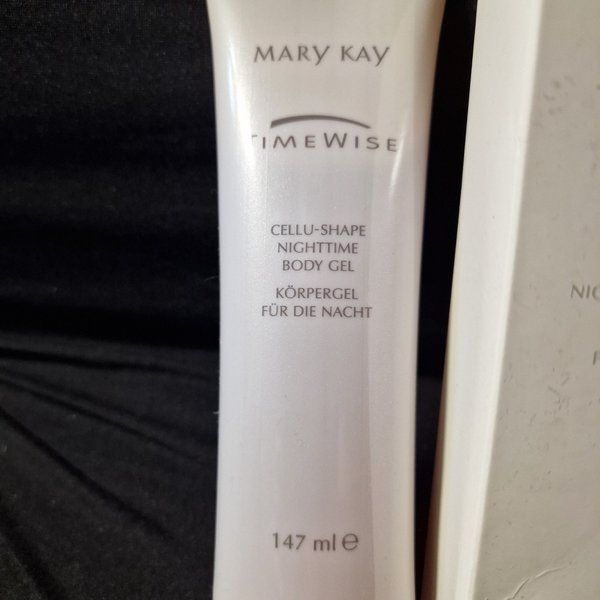 MARY KAY
TIMEWISE
CELLU-SHAPE
NIGHTTIME
BODY GEL
KÖRPERGEL
FÜR DIE NACHT
147 ml e